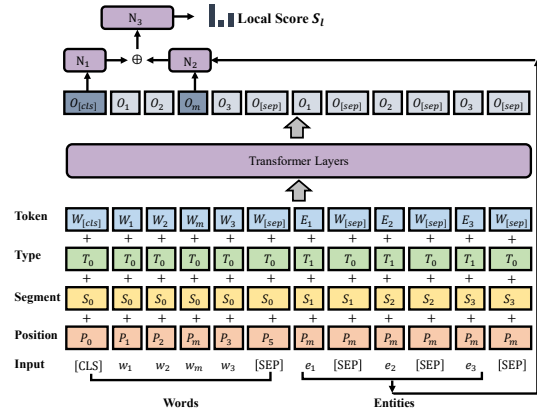 N₃ Local Score Sₗ
N₁ ⊕ N₂
O[cls] O₁ O₂ Oₘ O₃ O[sep] O₁ O[sep] O₂ O[sep] O₃ O[sep]
Transformer Layers
Token W[cls] W₁ W₂ Wₘ W₃ W[sep] E₁ W[sep] E₂ W[sep] E₃ W[sep]
+ + + + + + + + + + + +
Type T₀ T₀ T₀ T₀ T₀ T₀ T₁ T₀ T₁ T₀ T₁ T₀
+ + + + + + + + + + + +
Segment S₀ S₀ S₀ S₀ S₀ S₀ S₁ S₁ S₂ S₂ S₃ S₃
+ + + + + + + + + + + +
Position P₀ P₁ P₂ Pₘ P₃ P₅ Pₘ Pₘ Pₘ Pₘ Pₘ Pₘ
Input [CLS] w₁ w₂ wₘ w₃ [SEP] e₁ [SEP] e₂ [SEP] e₃ [SEP]
Words Entities